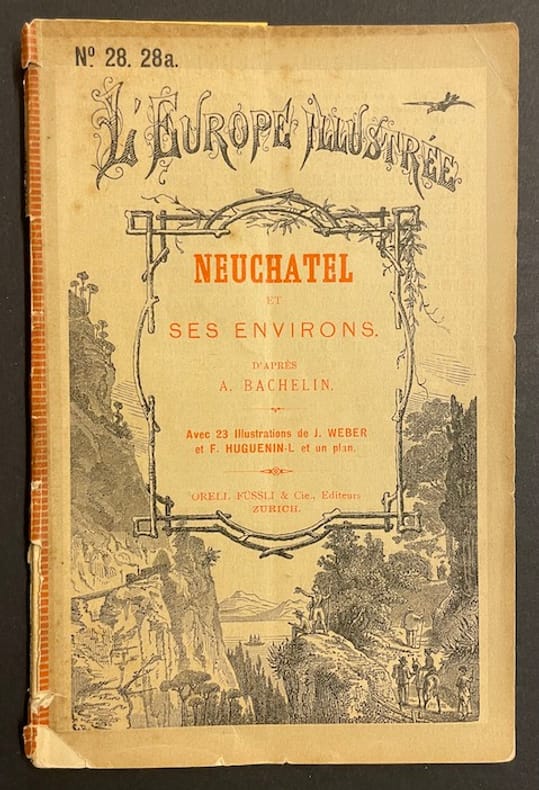 Nº 28. 28a.
L'EUROPE ILLUSTRÉE
NEUCHATEL
ET
SES ENVIRONS.
D'APRÈS
A. BACHELIN.
Avec 23 Illustrations de J. WEBER
et F. HUGUENIN-L et un plan.
ORELL FÜSSLI & Cie., Editeurs
ZURICH.